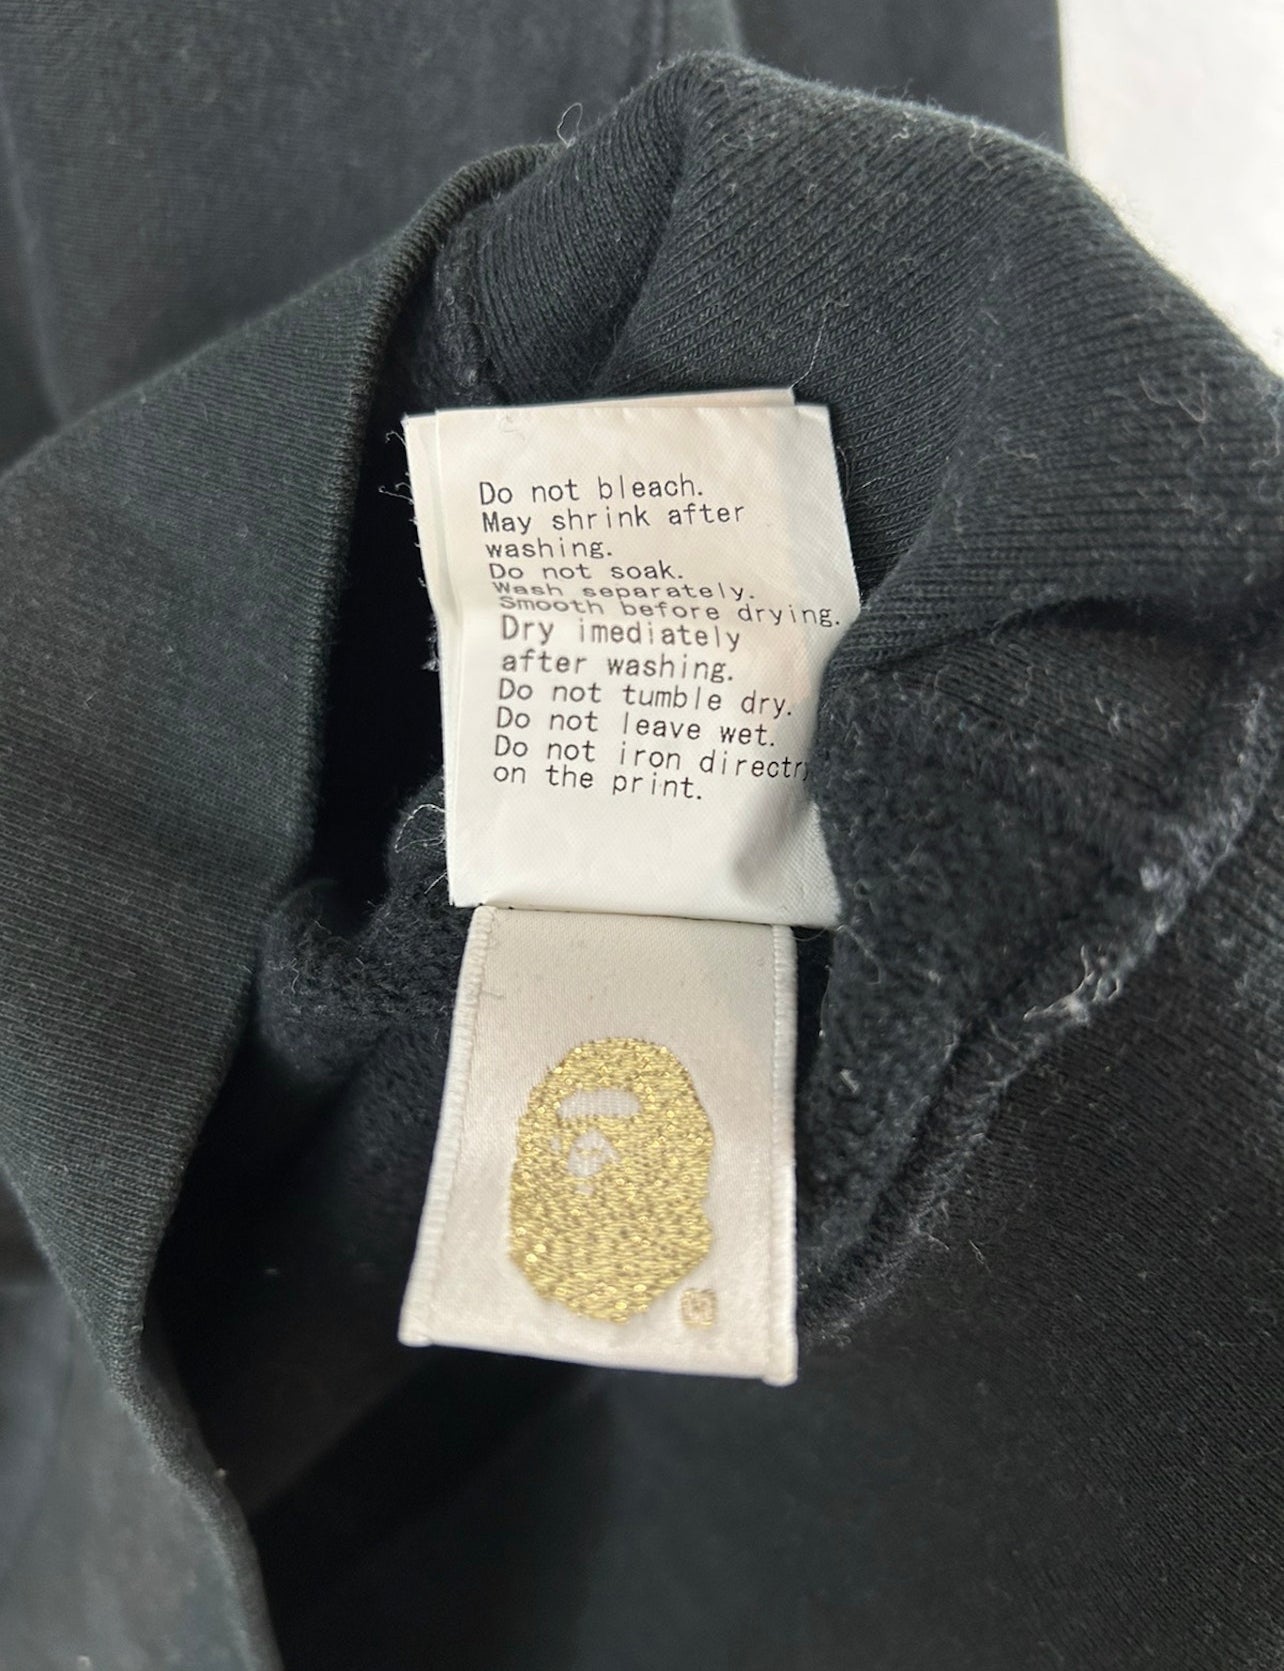 Do not bleach.
May shrink after
washing.
Do not soak.
Wash separately.
Smooth before drying.
Dry imediately
after washing.
Do not tumble dry.
Do not leave wet.
Do not iron directry
on the print.